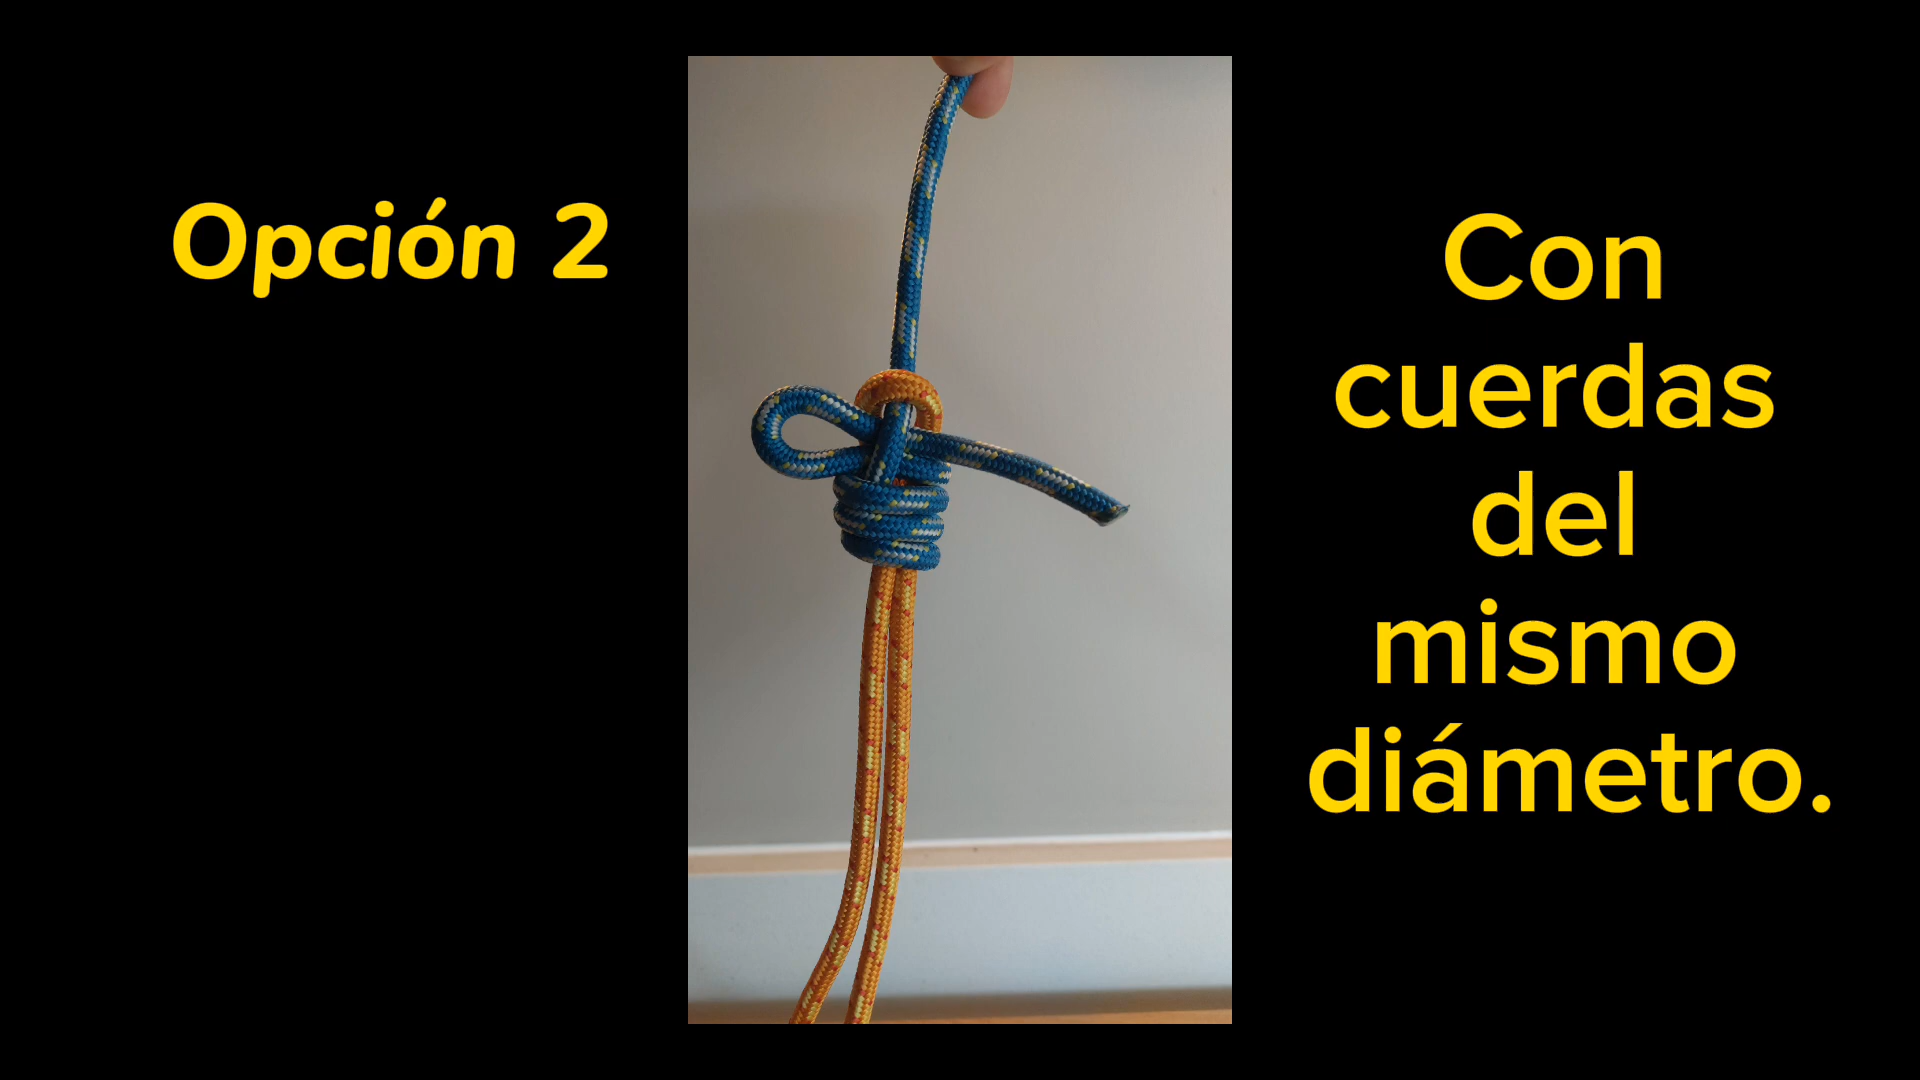 Opción 2
Con
cuerdas
del
mismo
diámetro.